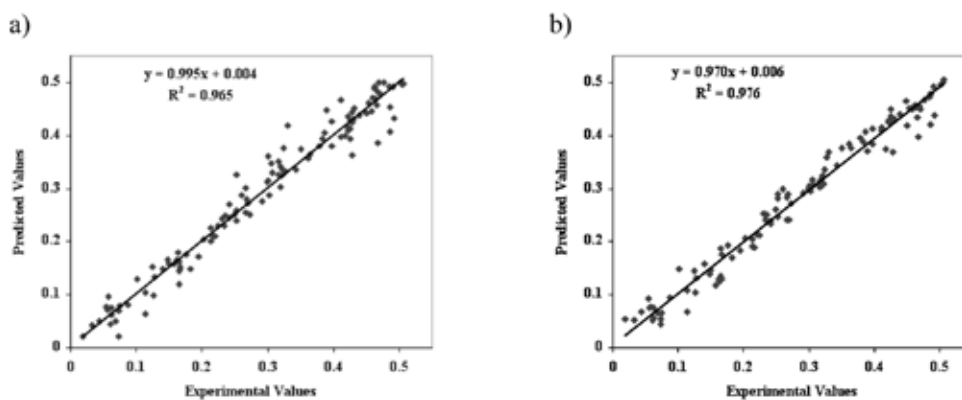 a)
y = 0.995x + 0.004
R² = 0.965
0.5
0.4
0.3
0.2
0.1
0
Predicted Values
0 0.1 0.2 0.3 0.4 0.5
Experimental Values
b)
y = 0.970x + 0.006
R² = 0.976
0.5
0.4
0.3
0.2
0.1
0
Predicted Values
0 0.1 0.2 0.3 0.4 0.5
Experimental Values